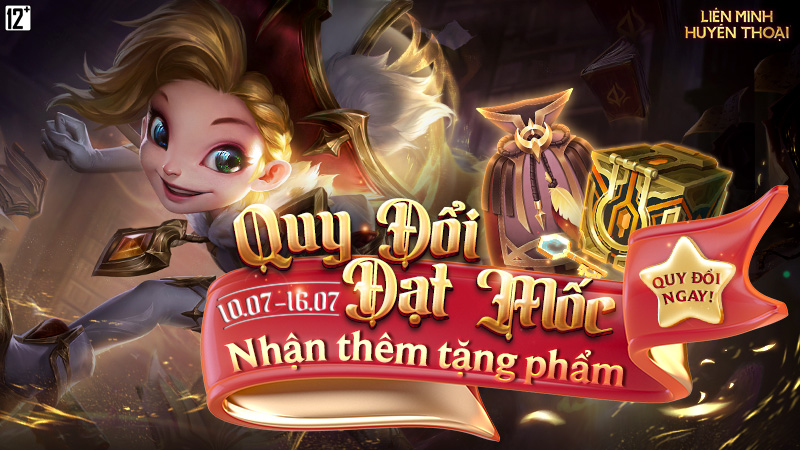 12+
LIÊN MINH
HUYỀN THOẠI
Quy Đổi
Đạt Mốc
10.07-16.07
Nhận thêm tặng phẩm
QUY ĐỔI
NGAY!